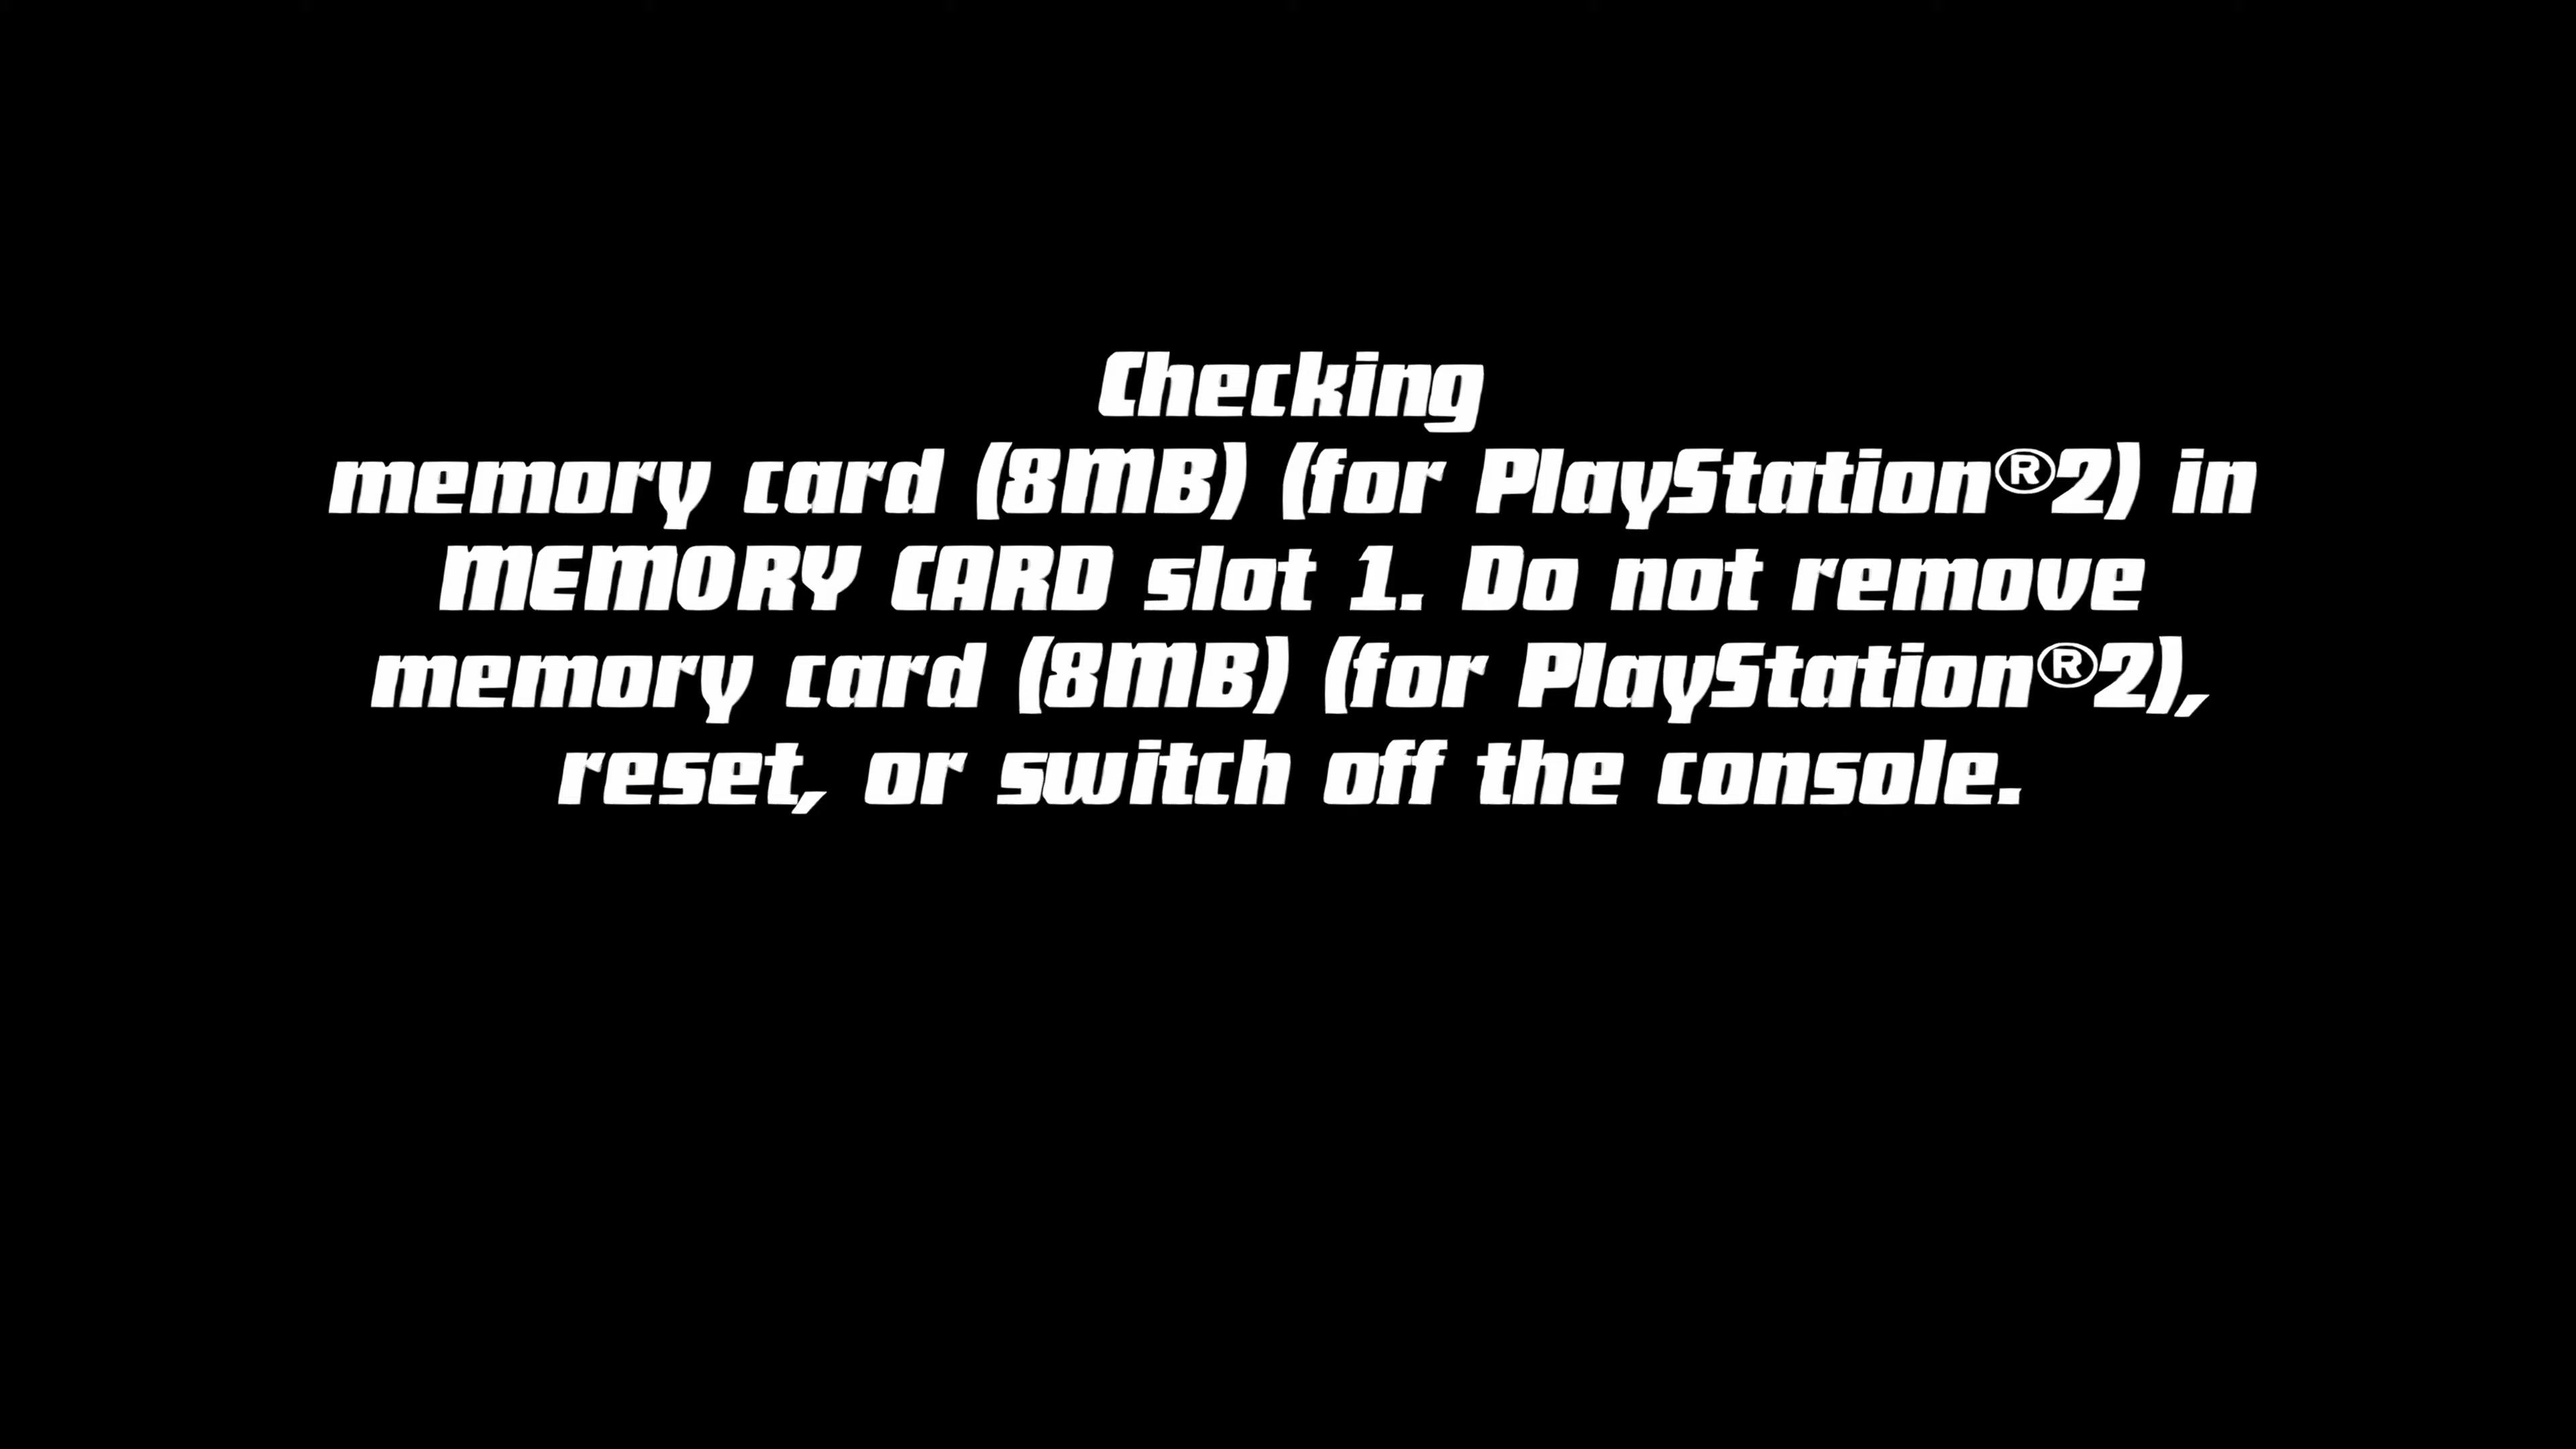 Checking
memory card (8MB) (for PlayStation®2) in
MEMORY CARD slot 1. Do not remove
memory card (8MB) (for PlayStation®2),
reset, or switch off the console.